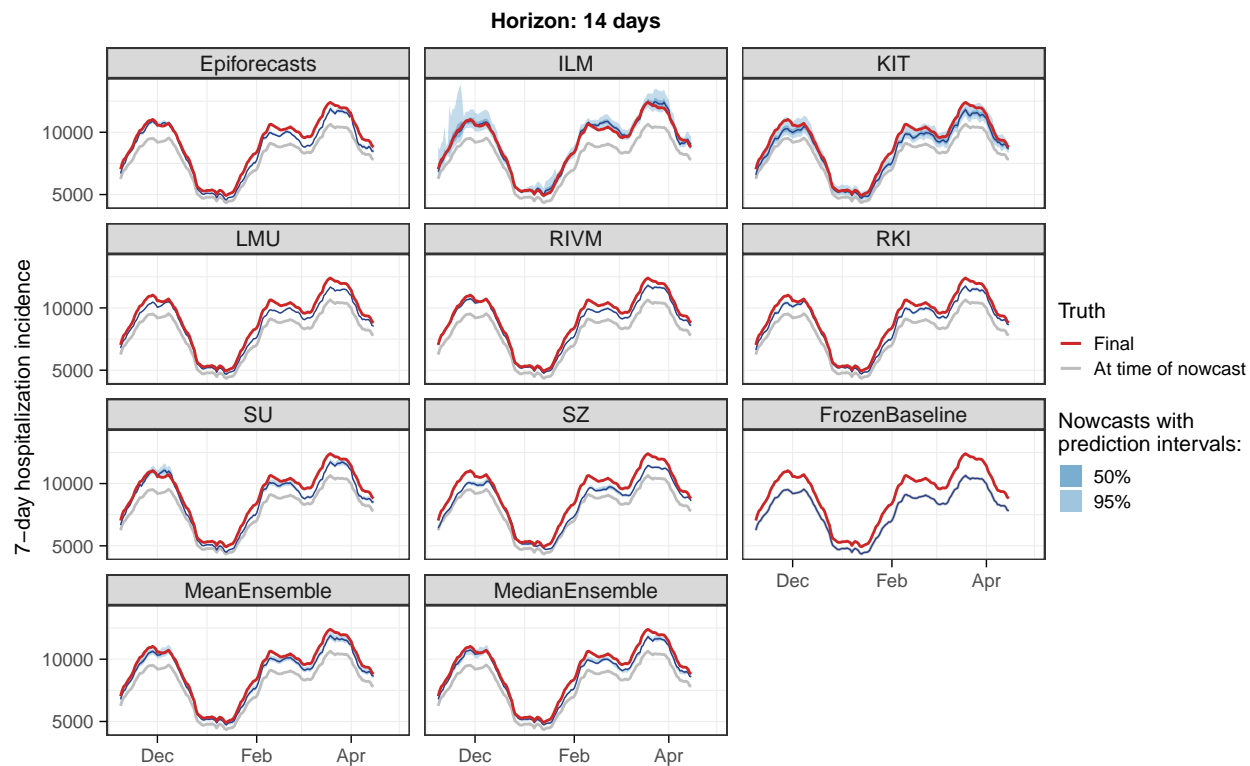 Horizon: 14 days
Epiforecasts
ILM
KIT
10000
5000
LMU
RIVM
RKI
10000
5000
SU
SZ
FrozenBaseline
10000
5000
Dec
Feb
Apr
MeanEnsemble
MedianEnsemble
10000
5000
Dec
Feb
Apr
Dec
Feb
Apr
7−day hospitalization incidence
Truth
Final
At time of nowcast
Nowcasts with
prediction intervals:
50%
95%